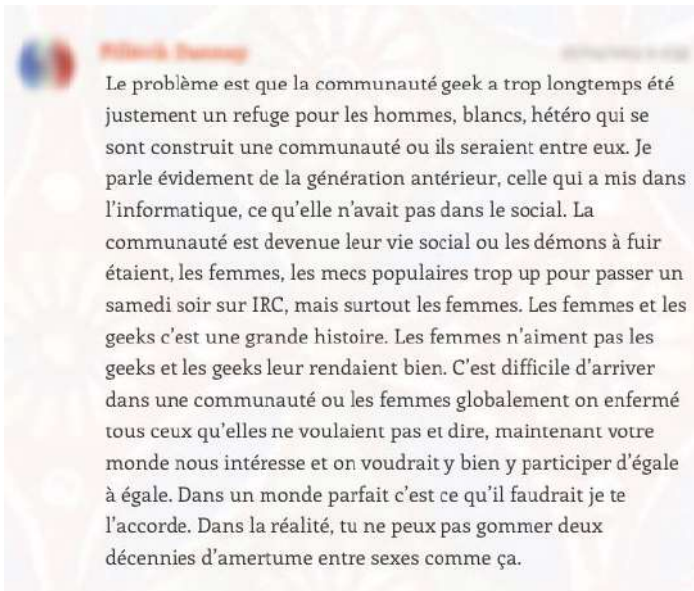 Le problème est que la communauté geek a trop longtemps été
justement un refuge pour les hommes, blancs, hétéro qui se
sont construit une communauté ou ils seraient entre eux. Je
parle évidement de la génération antérieur, celle qui a mis dans
l'informatique, ce qu'elle n'avait pas dans le social. La
communauté est devenue leur vie social ou les démons à fuir
étaient, les femmes, les mecs populaires trop up pour passer un
samedi soir sur IRC, mais surtout les femmes. Les femmes et les
geeks c'est une grande histoire. Les femmes n'aiment pas les
geeks et les geeks leur rendaient bien. C'est difficile d'arriver
dans une communauté ou les femmes globalement on enfermé
tous ceux qu'elles ne voulaient pas et dire, maintenant votre
monde nous intéresse et on voudrait y bien y participer d'égale
à égale. Dans un monde parfait c'est ce qu'il faudrait je te
l'accorde. Dans la réalité, tu ne peux pas gommer deux
décennies d'amertume entre sexes comme ça.